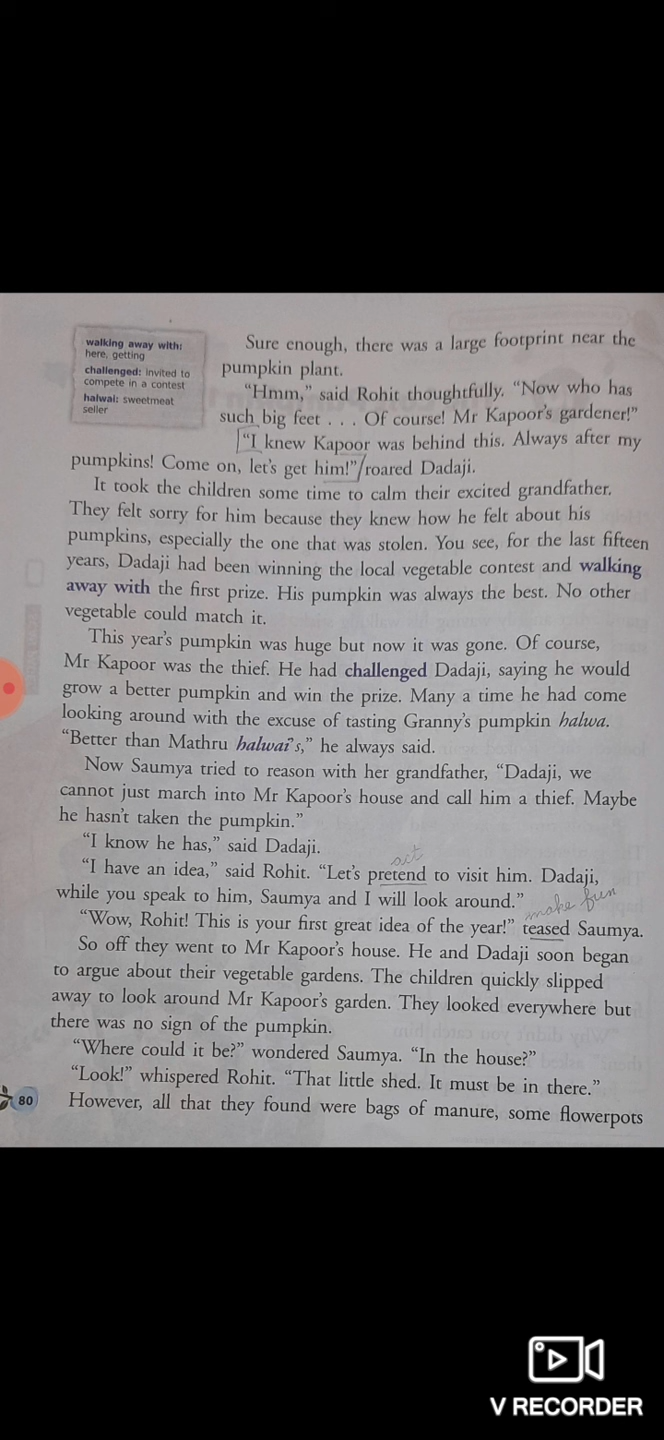 walking away with:
here, getting
challenged: invited to
compete in a contest
halwai: sweetmeat
seller
Sure enough, there was a large footprint near the
pumpkin plant.
“Hmm,” said Rohit thoughtfully. “Now who has
such big feet . . . Of course! Mr Kapoor’s gardener!”
“I knew Kapoor was behind this. Always after my
pumpkins! Come on, let’s get him!” roared Dadaji.
It took the children some time to calm their excited grandfather.
They felt sorry for him because they knew how he felt about his
pumpkins, especially the one that was stolen. You see, for the last fifteen
years, Dadaji had been winning the local vegetable contest and walking
away with the first prize. His pumpkin was always the best. No other
vegetable could match it.
This year’s pumpkin was huge but now it was gone. Of course,
Mr Kapoor was the thief. He had challenged Dadaji, saying he would
grow a better pumpkin and win the prize. Many a time he had come
looking around with the excuse of tasting Granny’s pumpkin halwa.
“Better than Mathru halwai’s,” he always said.
Now Saumya tried to reason with her grandfather, “Dadaji, we
cannot just march into Mr Kapoor’s house and call him a thief. Maybe
he hasn’t taken the pumpkin.”
“I know he has,” said Dadaji.
act
“I have an idea,” said Rohit. “Let’s pretend to visit him. Dadaji,
while you speak to him, Saumya and I will look around.”
make fun
“Wow, Rohit! This is your first great idea of the year!” teased Saumya.
So off they went to Mr Kapoor’s house. He and Dadaji soon began
to argue about their vegetable gardens. The children quickly slipped
away to look around Mr Kapoor’s garden. They looked everywhere but
there was no sign of the pumpkin.
“Where could it be?” wondered Saumya. “In the house?”
“Look!” whispered Rohit. “That little shed. It must be in there.”
80
However, all that they found were bags of manure, some flowerpots
V RECORDER